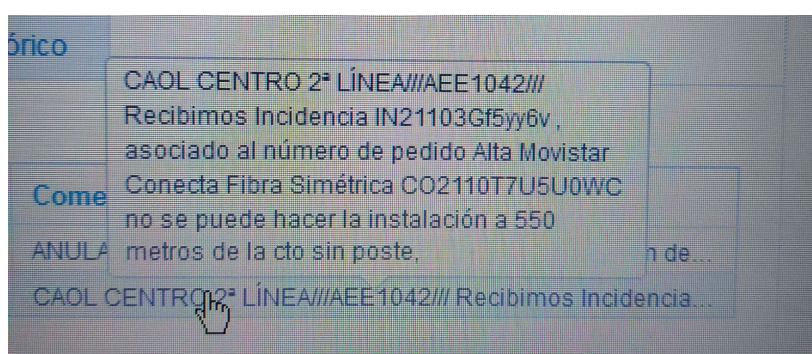 órico
CAOL CENTRO 2ª LÍNEA///AEE1042///
Recibimos Incidencia IN21103Gf5yy6v ,
asociado al número de pedido Alta Movistar
Conecta Fibra Simétrica CO2110T7U5U0WC
no se puede hacer la instalación a 550
metros de la cto sin poste,
Come
ANULA n de...
CAOL CENTRO 2ª LÍNEA///AEE1042/// Recibimos Incidencia...